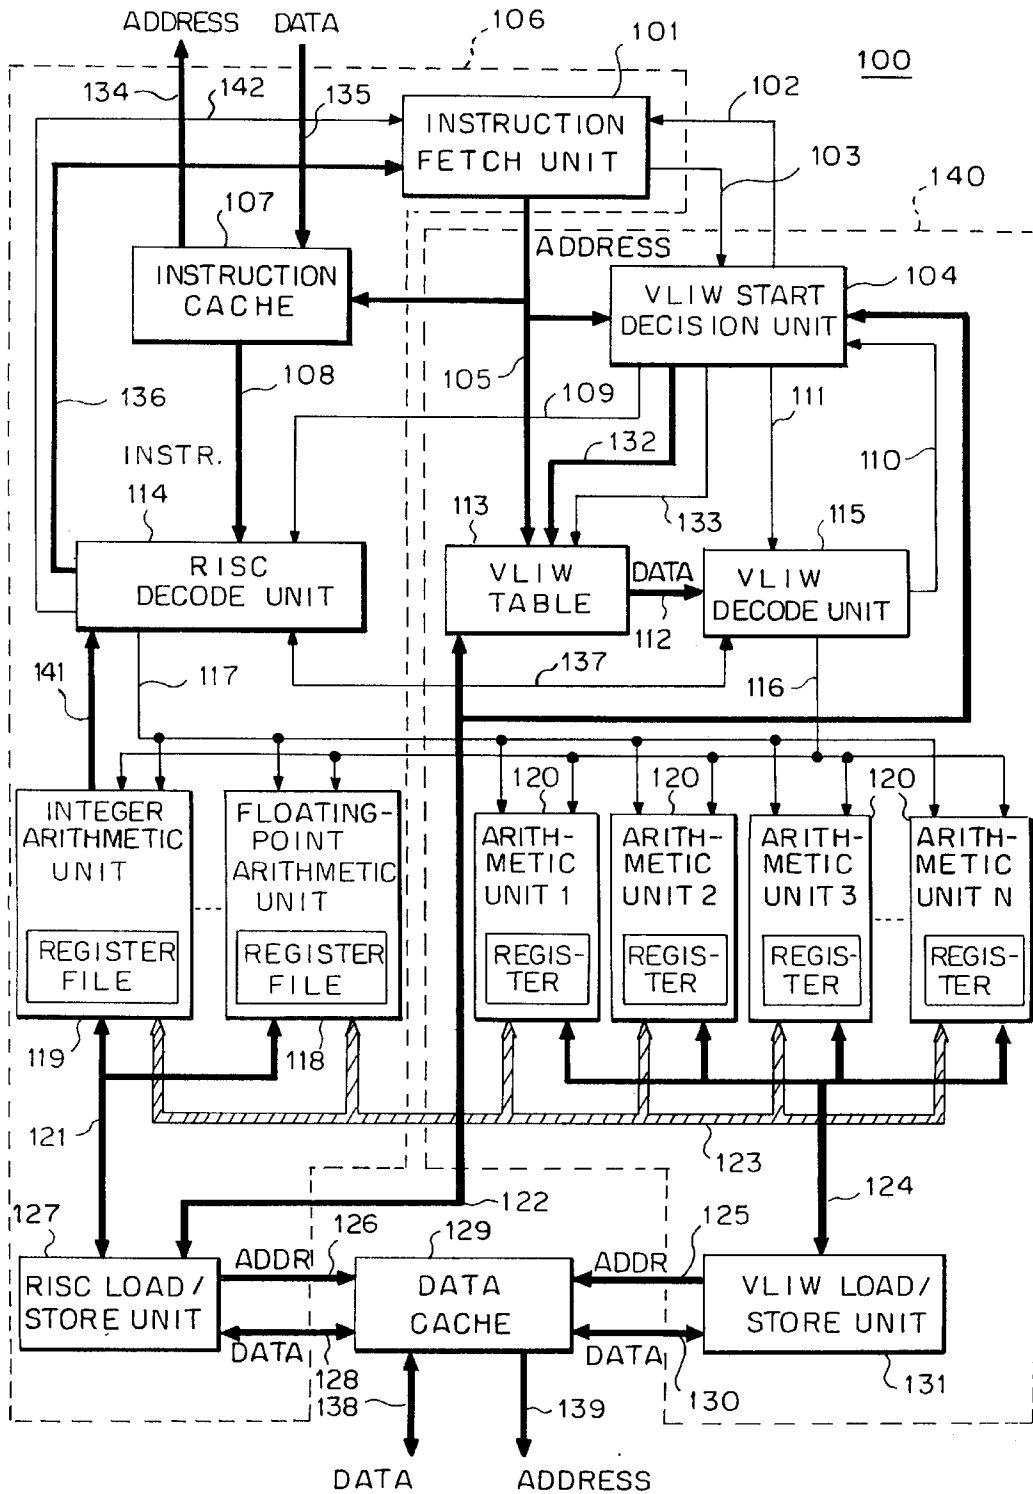 ADDRESS DATA
106
101
100
134
142
135
102
INSTRUCTION
FETCH UNIT
103
140
107
ADDRESS
INSTRUCTION
CACHE
VLIW START
DECISION UNIT
104
108
105
109
111
136
132
110
INSTR.
114
113
133
115
RISC
DECODE UNIT
VLIW
TABLE
DATA
112
VLIW
DECODE UNIT
141
117
137
116
120
120
120
INTEGER
ARITHMETIC
UNIT
REGISTER
FILE
FLOATING-
POINT
ARITHMETIC
UNIT
REGISTER
FILE
ARITH-
METIC
UNIT 1
REGIS-
TER
ARITH-
METIC
UNIT 2
REGIS-
TER
ARITH-
METIC
UNIT 3
REGIS-
TER
ARITH-
METIC
UNIT N
REGIS-
TER
119
118
121
123
122
124
127
126
129
125
ADDR
ADDR
RISC LOAD/
STORE UNIT
DATA
CACHE
VLIW LOAD/
STORE UNIT
DATA
128
DATA
130
131
138
139
DATA
ADDRESS